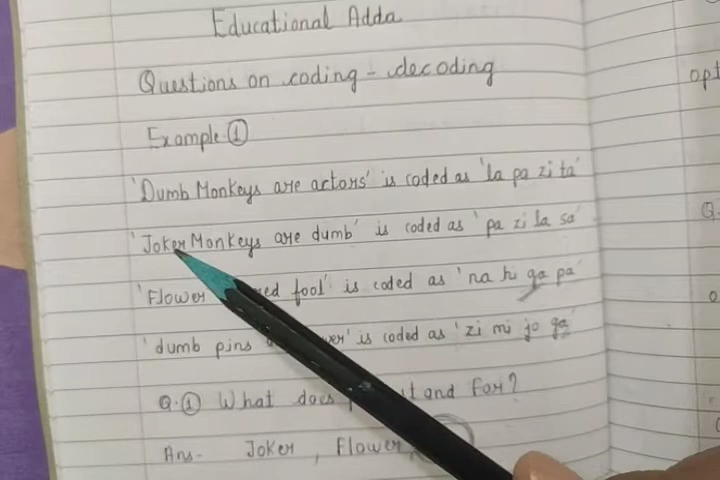 Educational Adda
Questions on coding - decoding
Example ①
'Dumb Monkeys are actors' is coded as 'la pa zi ta'
'Joker Monkeys are dumb' is coded as 'pa zi la sa'
'Flower fool' is coded as 'na hi ga pa'
'dumb pins is coded as 'zi mi jo ga'
Q.① What does stand for?
Ans- Joker, Flower
opt
Q.